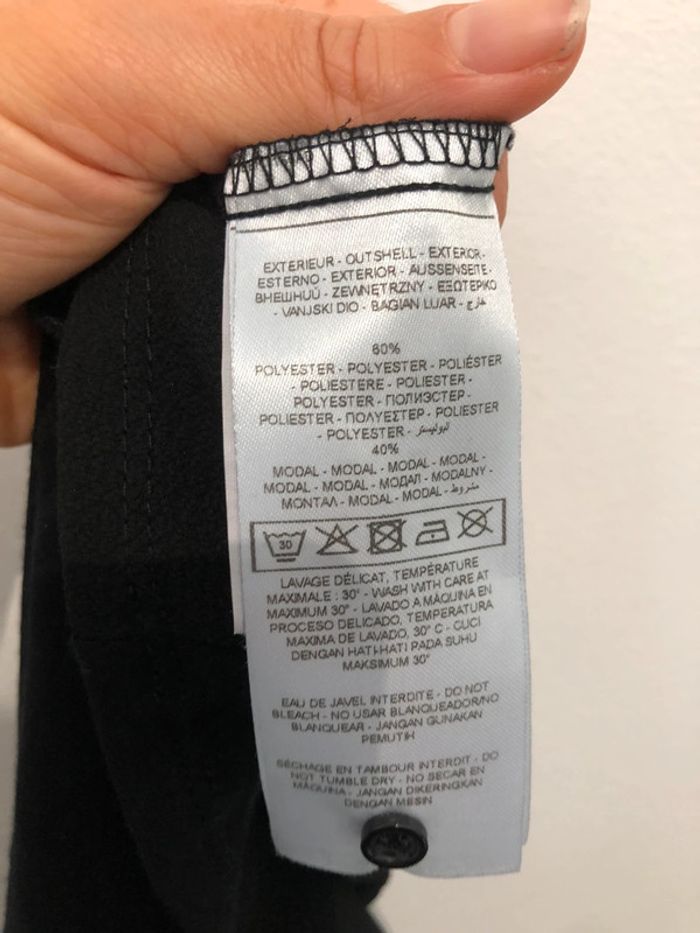 EXTERIEUR - OUTSHELL - EXTERIOR -
ESTERNO - EXTERIOR - AUSSENSEITE -
ВНЕШНИЙ - ZEWNĘTRZNY - ΕΞΩΤΕΡΙΚΟ
- VANJSKI DIO - BAGIAN LUAR - خارج
60%
POLYESTER - POLYESTER - POLIÉSTER
- POLIESTERE - POLIESTER -
POLYESTER - ПОЛИЭСТЕР -
POLIESTER - ΠΟΛΥΕΣΤΕΡ - POLIESTER
- POLYESTER - بوليستر
40%
MODAL - MODAL - MODAL - MODAL -
MODAL - MODAL - МОДАЛ - MODALNY -
ΜΟΝΤΑΛ - MODAL - MODAL -
30
LAVAGE DÉLICAT, TEMPÉRATURE
MAXIMALE : 30° - WASH WITH CARE AT
MAXIMUM 30° - LAVADO A MAQUINA EN
PROCESO DELICADO, TEMPERATURA
MAXIMA DE LAVADO, 30° C - CUCI
DENGAN HATI-HATI PADA SUHU
MAKSIMUM 30°
EAU DE JAVEL INTERDITE - DO NOT
BLEACH - NO USAR BLANQUEADOR/NO
BLANQUEAR - JANGAN GUNAKAN
PEMUTIH
SÉCHAGE EN TAMBOUR INTERDIT - DO
NOT TUMBLE DRY - NO SECAR EN
MÁQUINA - JANGAN DIKERINGKAN
DENGAN MESIN